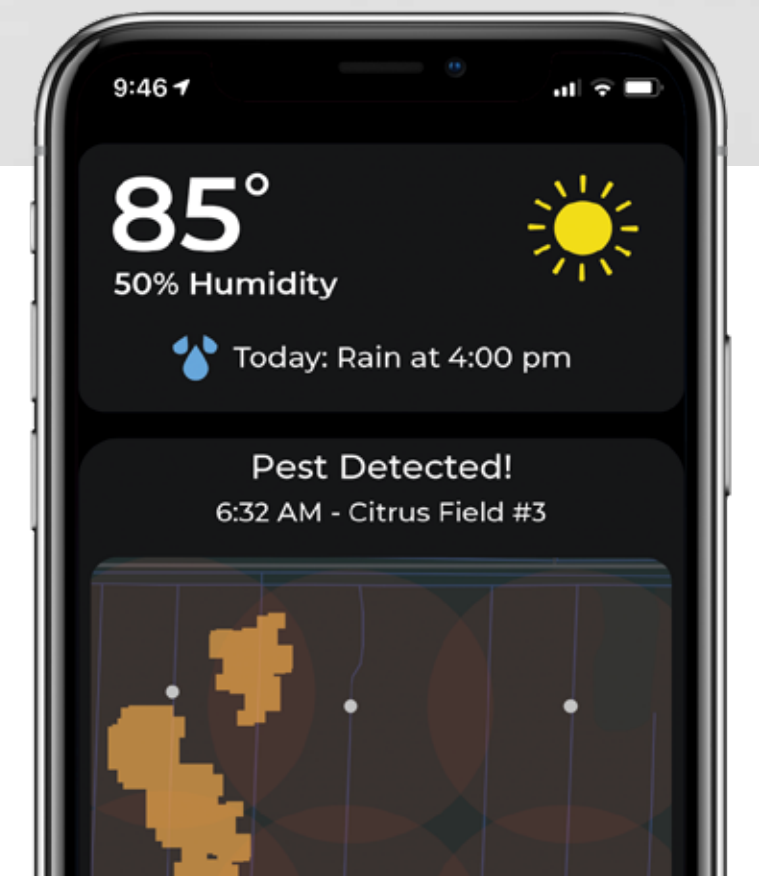 9:46
85°
50% Humidity
Today: Rain at 4:00 pm
Pest Detected!
6:32 AM - Citrus Field #3